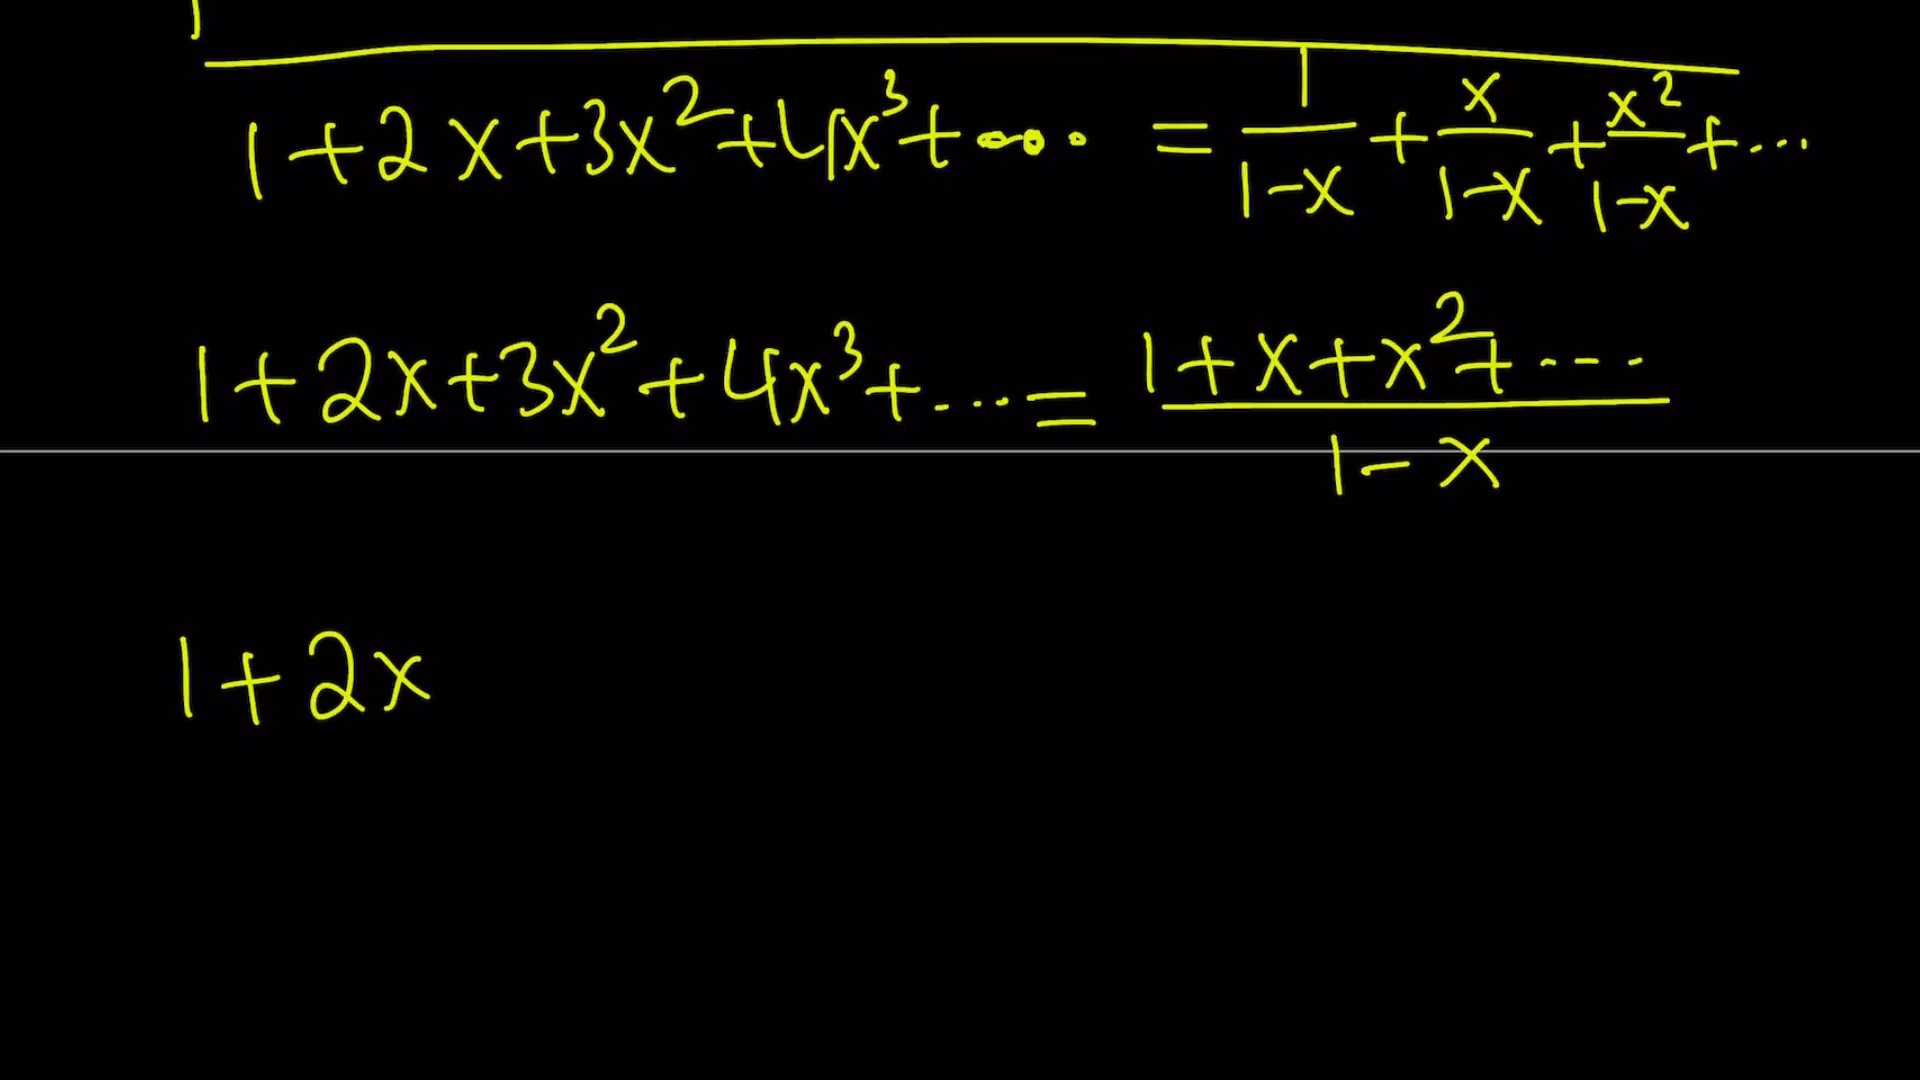 1+2x+3x²+4x³+.... = 1/(1-x) + x/(1-x) + x²/(1-x) +...
1+2x+3x²+4x³+.... = (1+x+x²+....)/(1-x)
1+2x